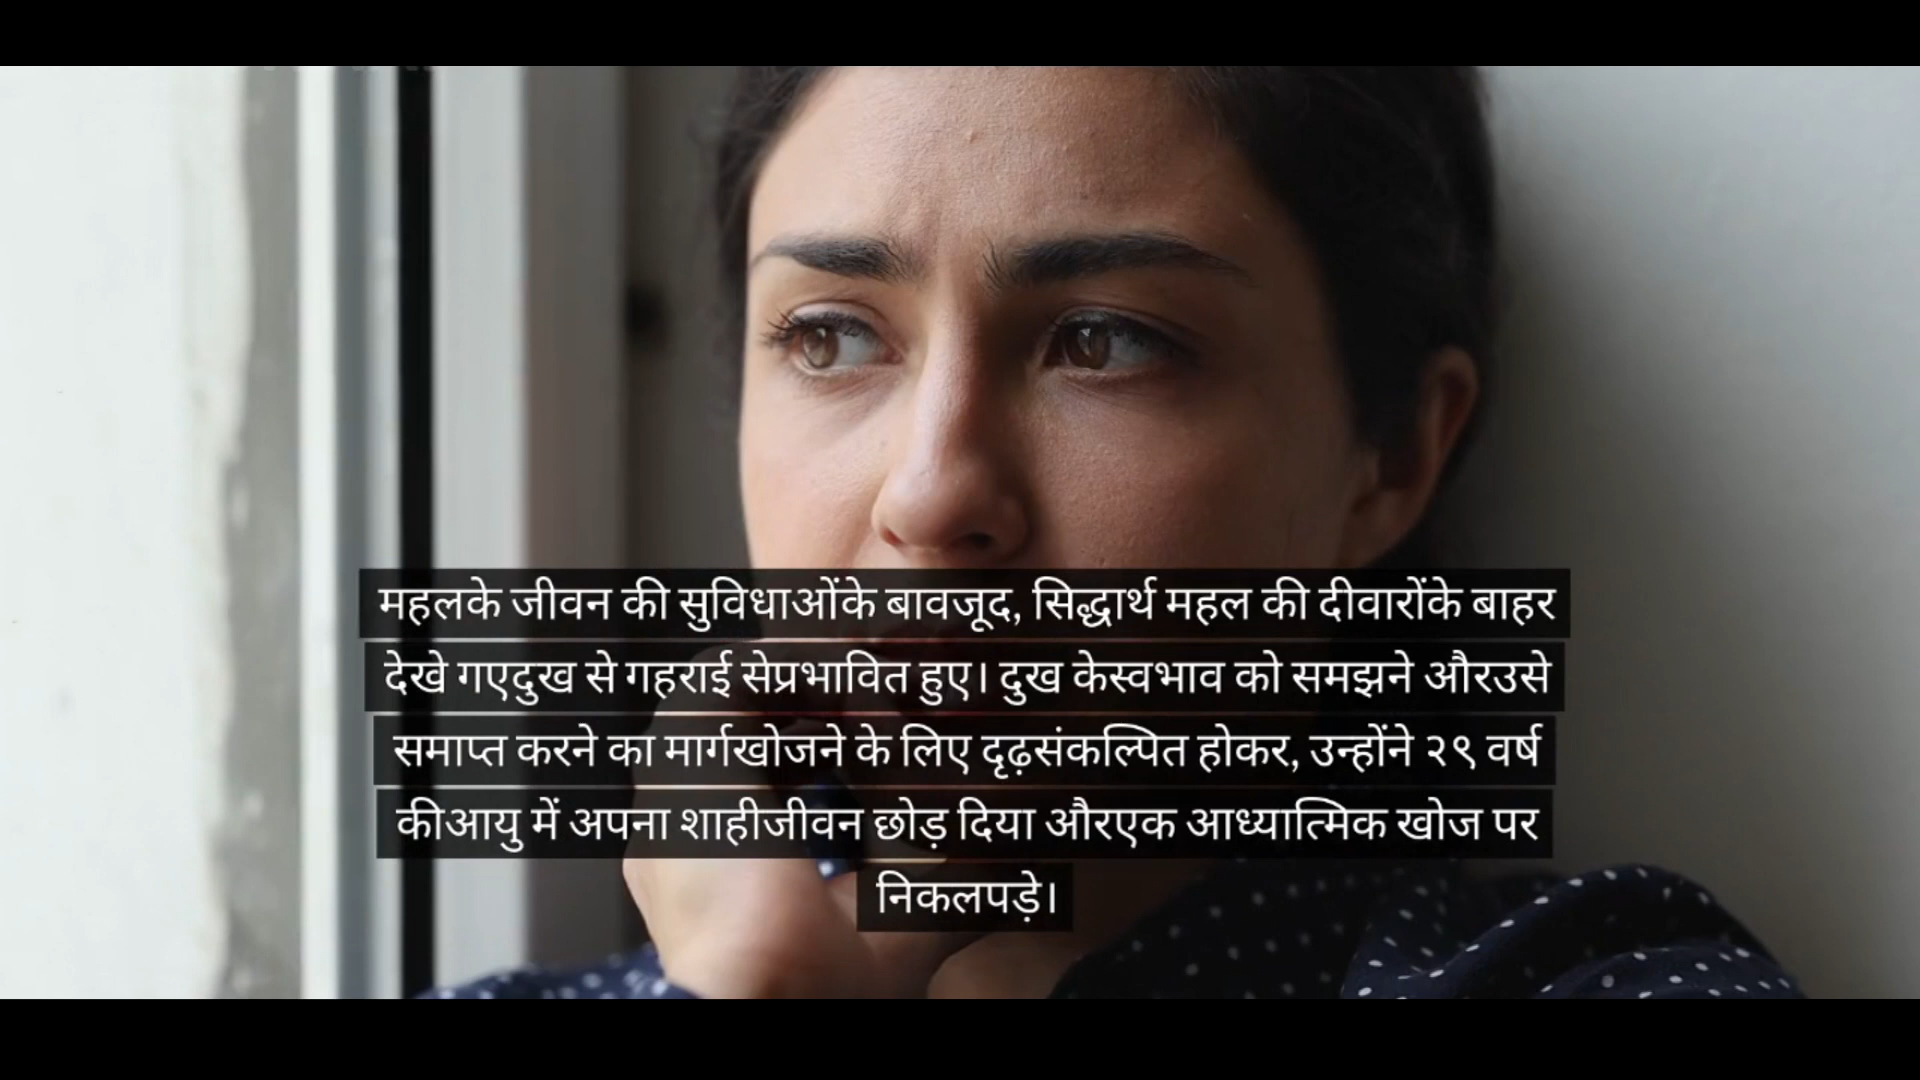 महलके जीवन की सुविधाओंके बावजूद, सिद्धार्थ महल की दीवारोंके बाहर
देखे गएदुख से गहराई सेप्रभावित हुए। दुख केस्वभाव को समझने औरउसे
समाप्त करने का मार्गखोजने के लिए दृढ़संकल्पित होकर, उन्होंने २९ वर्ष
कीआयु में अपना शाहीजीवन छोड़ दिया औरएक आध्यात्मिक खोज पर
निकलपड़े।